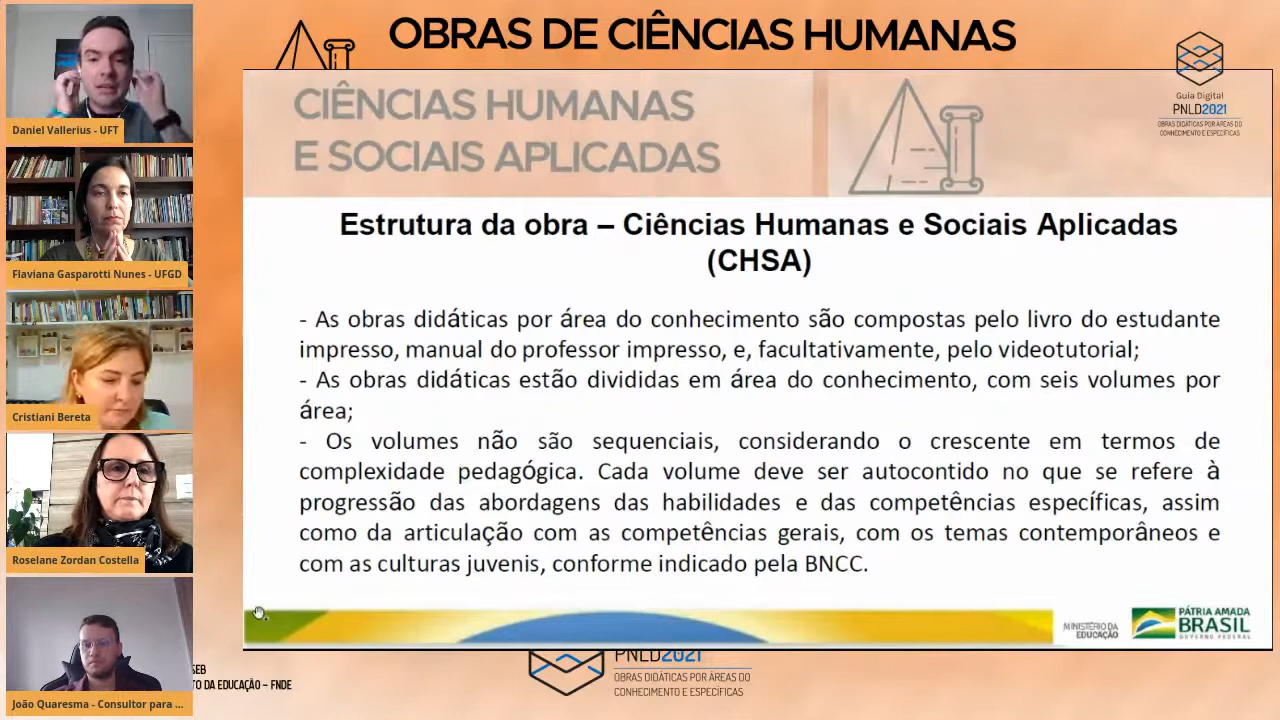 OBRAS DE CIÊNCIAS HUMANAS
Guia Digital
PNLD2021
OBRAS DIDÁTICAS POR ÁREAS DO
CONHECIMENTO E ESPECÍFICAS
CIÊNCIAS HUMANAS
E SOCIAIS APLICADAS
Estrutura da obra – Ciências Humanas e Sociais Aplicadas
(CHSA)
- As obras didáticas por área do conhecimento são compostas pelo livro do estudante
impresso, manual do professor impresso, e, facultativamente, pelo videotutorial;
- As obras didáticas estão divididas em área do conhecimento, com seis volumes por
área;
- Os volumes não são sequenciais, considerando o crescente em termos de
complexidade pedagógica. Cada volume deve ser autocontido no que se refere à
progressão das abordagens das habilidades e das competências específicas, assim
como da articulação com as competências gerais, com os temas contemporâneos e
com as culturas juvenis, conforme indicado pela BNCC.
MINISTÉRIO DA
EDUCAÇÃO
PÁTRIA AMADA
BRASIL
GOVERNO FEDERAL
Daniel Vallerius - UFT
Flaviana Gasparotti Nunes - UFGD
Cristiani Bereta
Roselane Zordan Costella
João Quaresma - Consultor para ...
SEB
TO DA EDUCAÇÃO – FNDE
PNLD2021
OBRAS DIDÁTICAS POR ÁREAS DO
CONHECIMENTO E ESPECÍFICAS